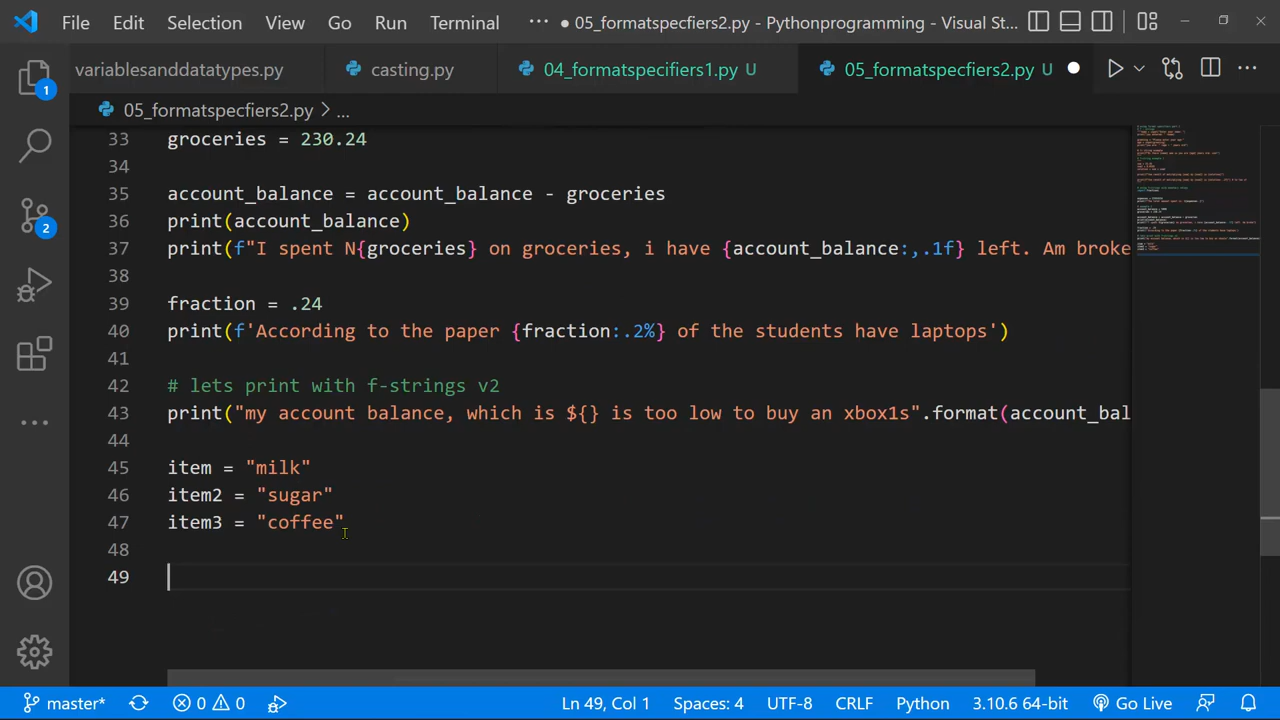 File Edit Selection View Go Run Terminal ··· ● 05_formatspecfiers2.py - Pythonprogramming - Visual St...
variablesanddatatypes.py casting.py 04_formatspecifiers1.py U 05_formatspecfiers2.py U
05_formatspecfiers2.py > ...
33 groceries = 230.24
34
35 account_balance = account_balance - groceries
36 print(account_balance)
37 print(f"I spent N{groceries} on groceries, i have {account_balance:,.1f} left. Am broke
38
39 fraction = .24
40 print(f'According to the paper {fraction:.2%} of the students have laptops')
41
42 # lets print with f-strings v2
43 print("my account balance, which is ${} is too low to buy an xbox1s".format(account_bal
44
45 item = "milk"
46 item2 = "sugar"
47 item3 = "coffee"
48
49
1
2
master* 0 0 Ln 49, Col 1 Spaces: 4 UTF-8 CRLF Python 3.10.6 64-bit Go Live